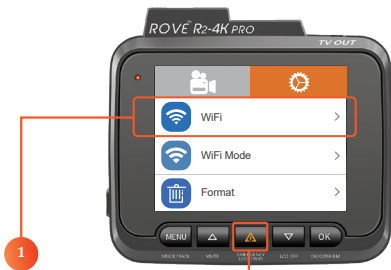 ROVE R2-4K PRO
TV OUT
WiFi
WiFi Mode
Format
1
MENU
OK
MODE / BACK
MUTE
EMERGENCY
LOCK / WIFI
LCD OFF
OK / CONFIRM